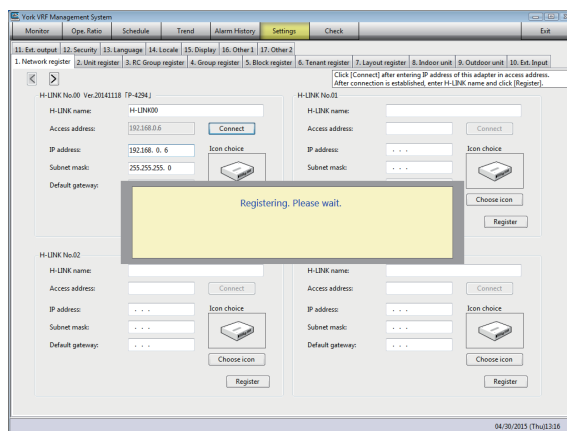 York VRF Management System
Monitor Ope. Ratio Schedule Trend Alarm History Settings Check Exit
11. Ext. output 12. Security 13. Language 14. Locale 15. Display 16. Other 1 17. Other 2
1. Network register 2. Unit register 3. RC Group register 4. Group register 5. Block register 6. Tenant register 7. Layout register 8. Indoor unit 9. Outdoor unit 10. Ext. Input
< >
Click [Connect] after entering IP address of this adapter in access address.
After connection is established, enter H-LINK name and click [Register].
H-LINK No.00 Ver.20141118 [P-4294.]
H-LINK name: H-LINK00
Access address: 192.168.0.6 Connect
IP address: 192.168. 0. 6 Icon choice
Subnet mask: 255.255.255. 0
Default gateway:
H-LINK No.01
H-LINK name:
Access address: Connect
IP address: . . . Icon choice
Subnet mask: . . .
Choose icon
Register
Registering. Please wait.
H-LINK No.02
H-LINK name:
Access address: Connect
IP address: . . . Icon choice
Subnet mask: . . .
Default gateway: . . .
Choose icon
Register
H-LINK name:
Access address: Connect
IP address: . . . Icon choice
Subnet mask: . . .
Default gateway: . . .
Choose icon
Register
04/30/2015 (Thu)13:16